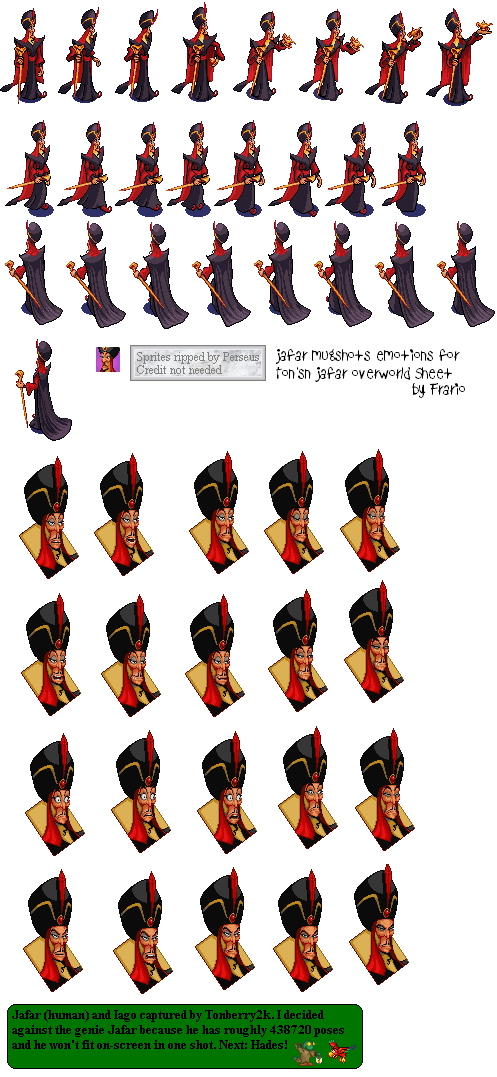 Sprites ripped by Perseus
Credit not needed
jafar mugshots emotions for
ton'sn jafar overworld sheet
by Frario
Jafar (human) and Iago captured by Tonberry2k. I decided
against the genie Jafar because he has roughly 438720 poses
and he won't fit on-screen in one shot. Next: Hades!